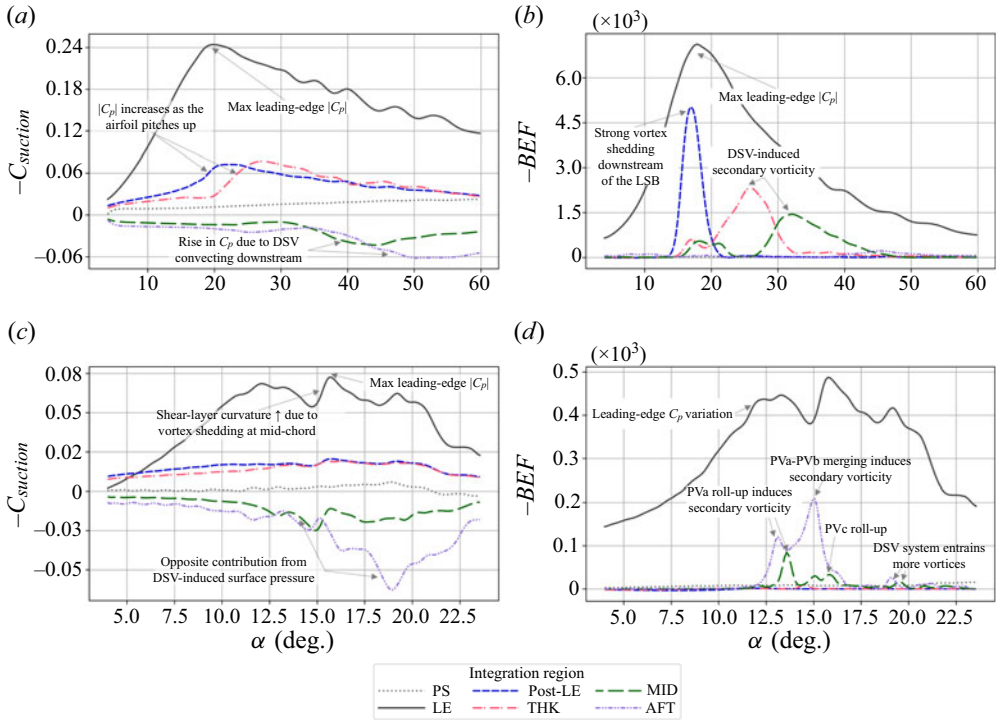 (a)
−C_suction
0.24
0.18
0.12
0.06
0
−0.06
|C_p| increases as the
airfoil pitches up
Max leading-edge |C_p|
Rise in C_p due to DSV
convecting downstream
10 20 30 40 50 60
(b)
(×10³)
−BEF
6.0
4.5
3.0
1.5
0
Max leading-edge |C_p|
Strong vortex
shedding
downstream
of the LSB
DSV-induced
secondary vorticity
10 20 30 40 50 60
(c)
−C_suction
0.08
0.05
0.02
0
−0.03
−0.05
Max leading-edge |C_p|
Shear-layer curvature ↑ due to
vortex shedding at mid-chord
Opposite contribution from
DSV-induced surface pressure
5.0 7.5 10.0 12.5 15.0 17.5 20.0 22.5
α (deg.)
(d)
(×10³)
−BEF
0.5
0.4
0.3
0.2
0.1
0
Leading-edge C_p variation
PVa-PVb merging induces
secondary vorticity
PVa roll-up induces
secondary vorticity
PVc roll-up
DSV system entrains
more vortices
5.0 7.5 10.0 12.5 15.0 17.5 20.0 22.5
α (deg.)
Integration region
PS Post-LE MID
LE THK AFT